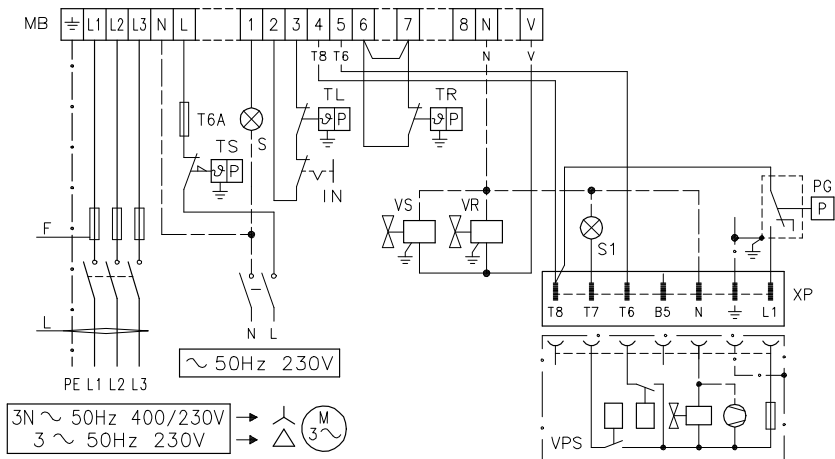 MB L1 L2 L3 N L 1 2 3 4 5 6 7 8 N V
T8 T6 N V
T6A S TL TR
TS
IN
PG
P
ϑ P
ϑ P
ϑ P
F
VS VR
S1
XP
T8 T7 T6 B5 N L1
L
N L
~ 50Hz 230V
PE L1 L2 L3
3N ~ 50Hz 400/230V
3 ~ 50Hz 230V
M
3~
VPS